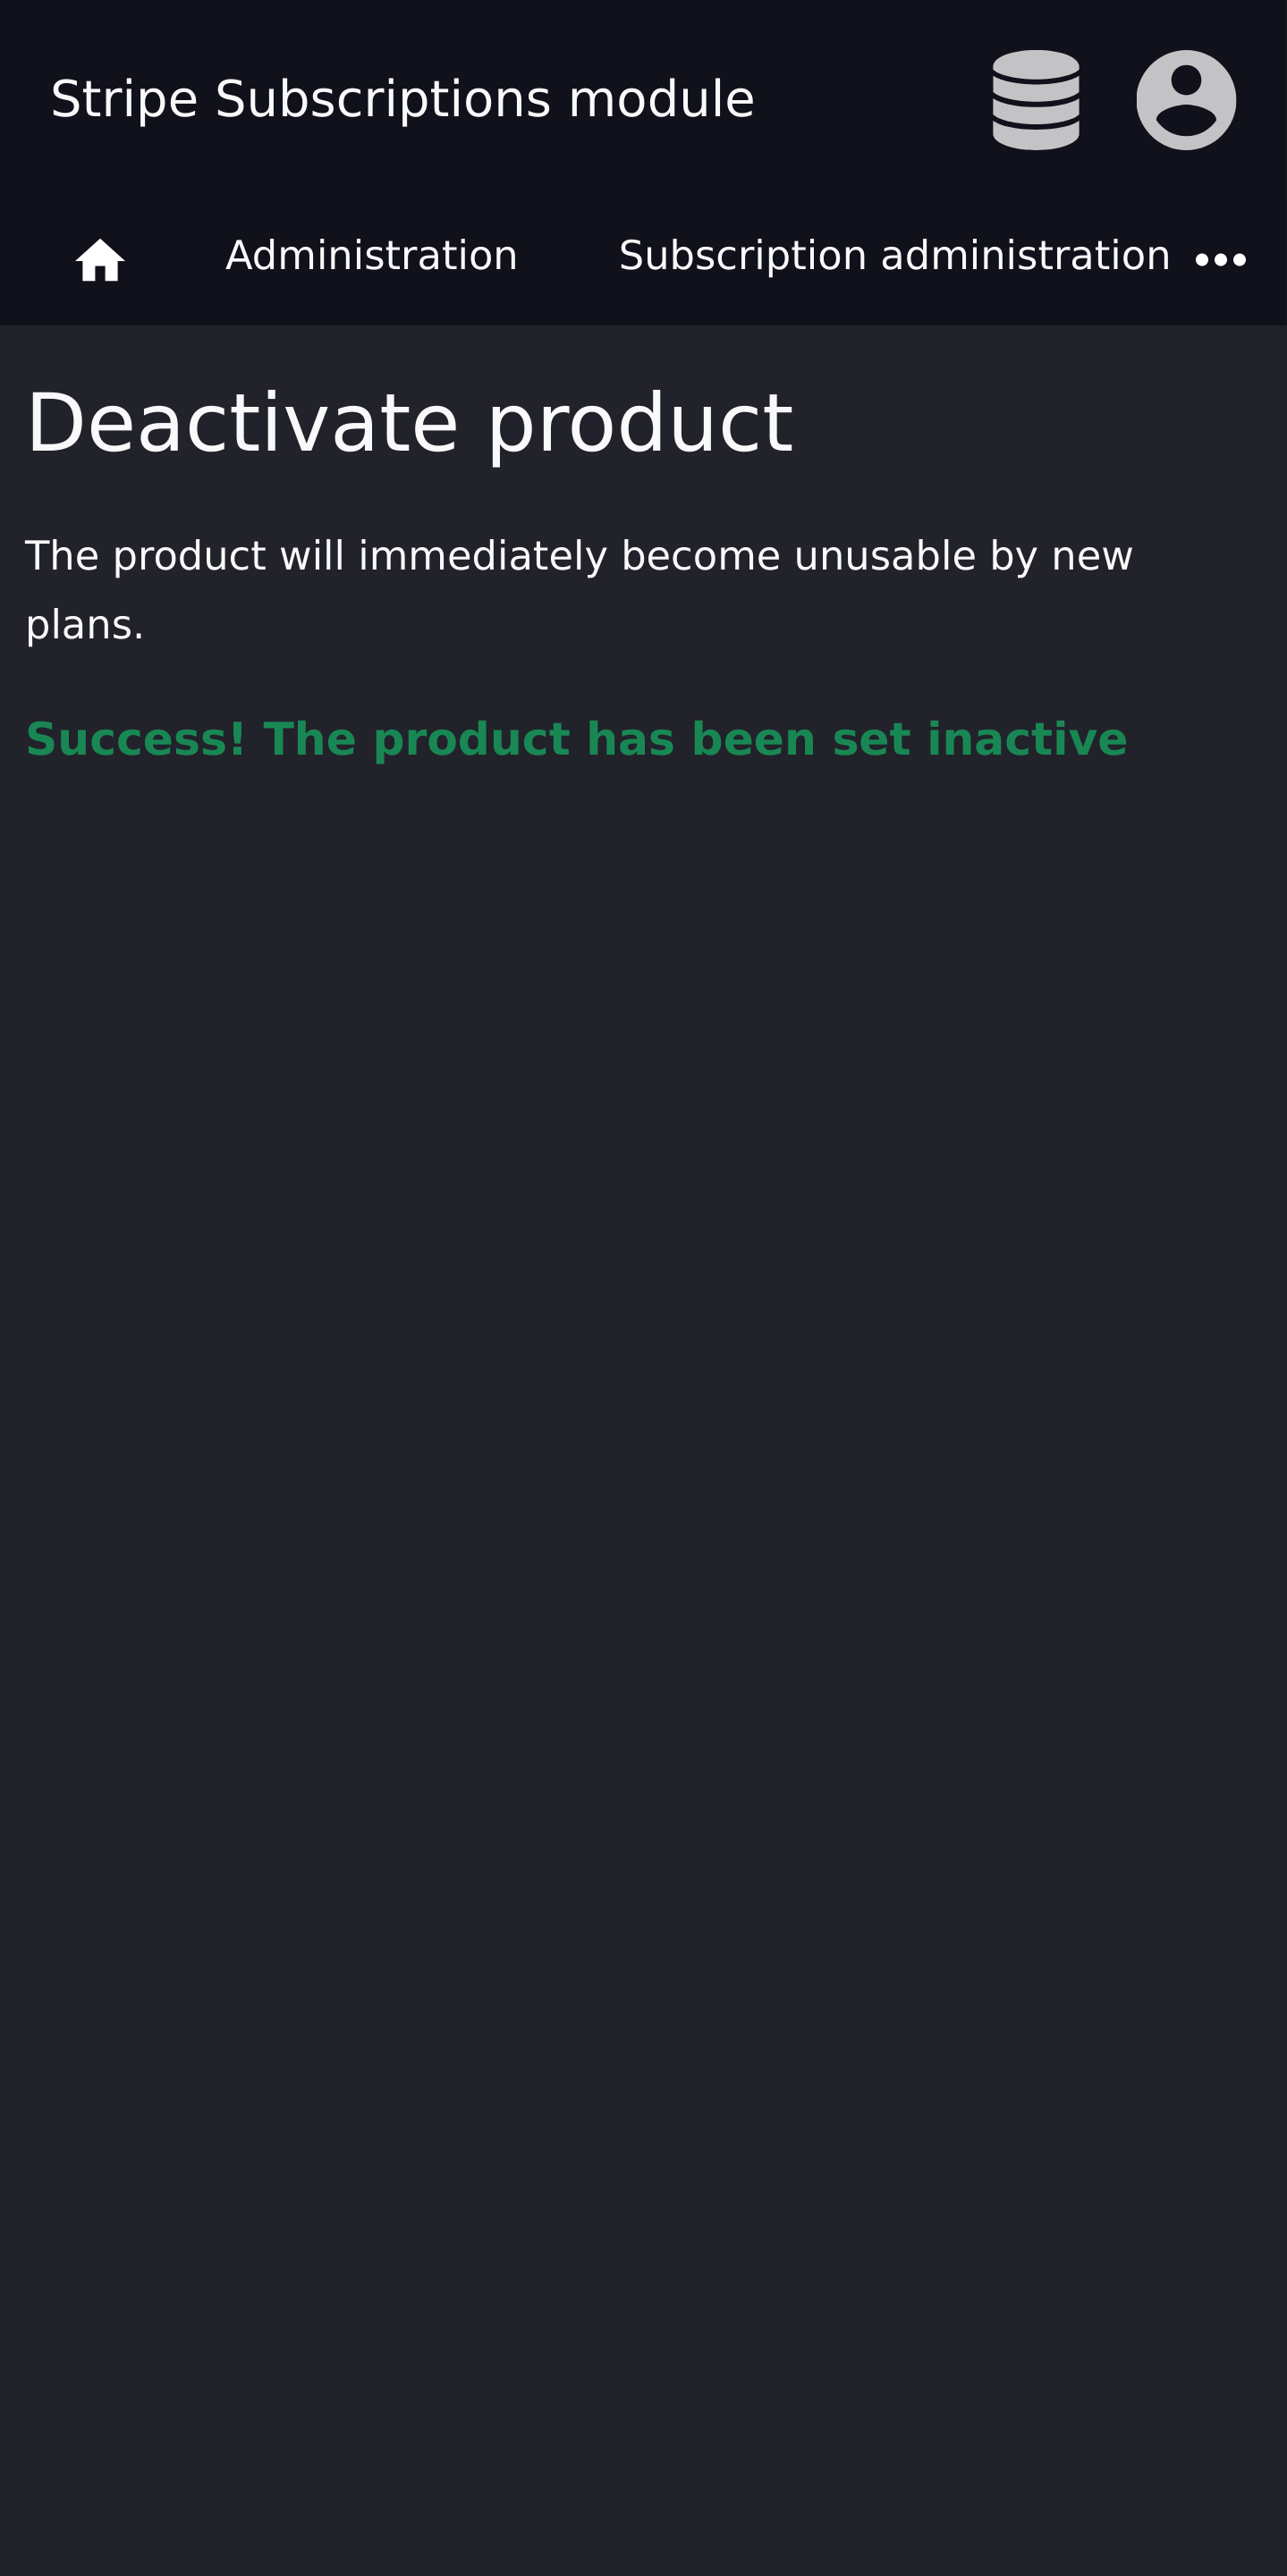 Stripe Subscriptions module
Administration Subscription administration
Deactivate product
The product will immediately become unusable by new
plans.
Success! The product has been set inactive